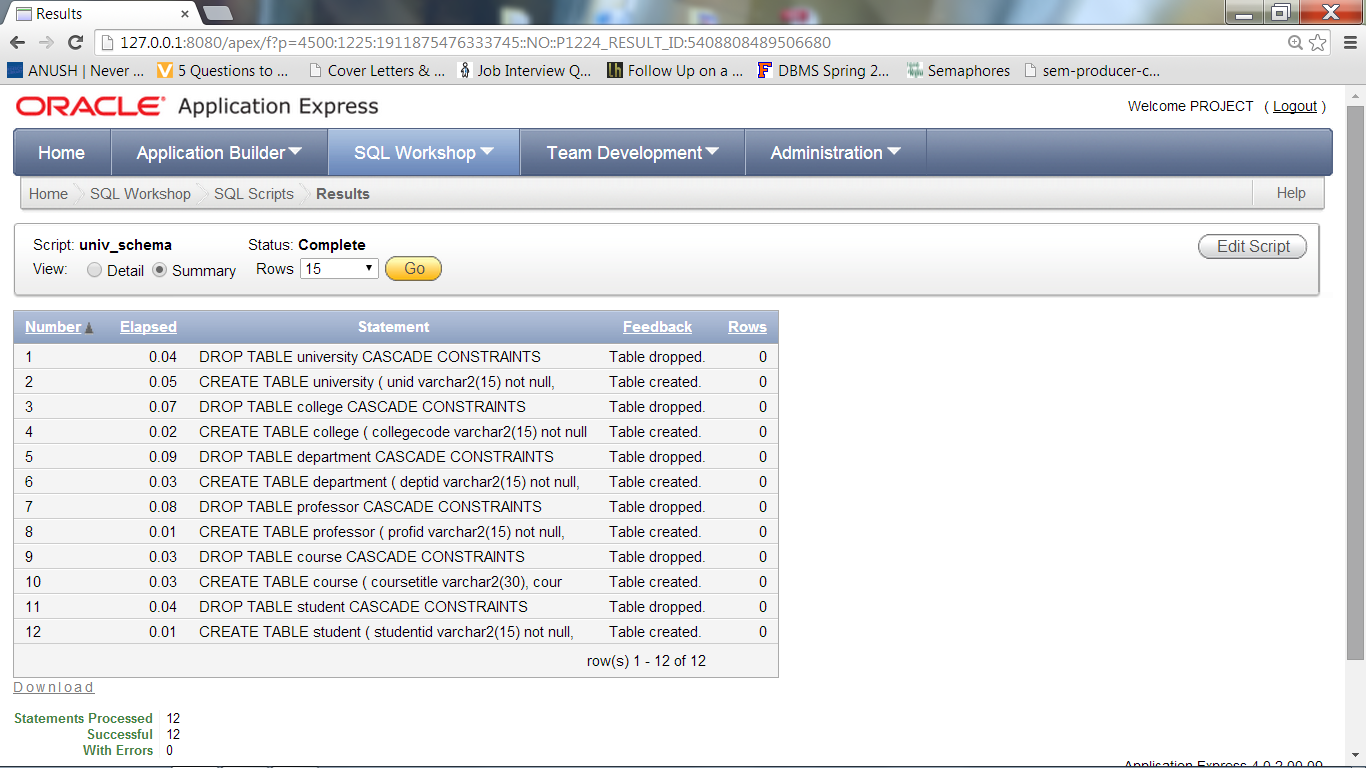 Results
127.0.0.1:8080/apex/f?p=4500:1225:1911875476333745::NO::P1224_RESULT_ID:5408808489506680
ANUSH | Never ... 5 Questions to ... Cover Letters & ... Job Interview Q... Follow Up on a ... DBMS Spring 2... Semaphores sem-producer-c...
ORACLE Application Express Welcome PROJECT ( Logout )
Home Application Builder SQL Workshop Team Development Administration
Home SQL Workshop SQL Scripts Results Help
Script: univ_schema Status: Complete Edit Script
View: Detail Summary Rows 15 Go
Number Elapsed Statement Feedback Rows
1 0.04 DROP TABLE university CASCADE CONSTRAINTS Table dropped. 0
2 0.05 CREATE TABLE university ( unid varchar2(15) not null, Table created. 0
3 0.07 DROP TABLE college CASCADE CONSTRAINTS Table dropped. 0
4 0.02 CREATE TABLE college ( collegecode varchar2(15) not null Table created. 0
5 0.09 DROP TABLE department CASCADE CONSTRAINTS Table dropped. 0
6 0.03 CREATE TABLE department ( deptid varchar2(15) not null, Table created. 0
7 0.08 DROP TABLE professor CASCADE CONSTRAINTS Table dropped. 0
8 0.01 CREATE TABLE professor ( profid varchar2(15) not null, Table created. 0
9 0.03 DROP TABLE course CASCADE CONSTRAINTS Table dropped. 0
10 0.03 CREATE TABLE course ( coursetitle varchar2(30), cour Table created. 0
11 0.04 DROP TABLE student CASCADE CONSTRAINTS Table dropped. 0
12 0.01 CREATE TABLE student ( studentid varchar2(15) not null, Table created. 0
row(s) 1 - 12 of 12
Download
Statements Processed 12
Successful 12
With Errors 0
Application Express 4.0.2.00.09